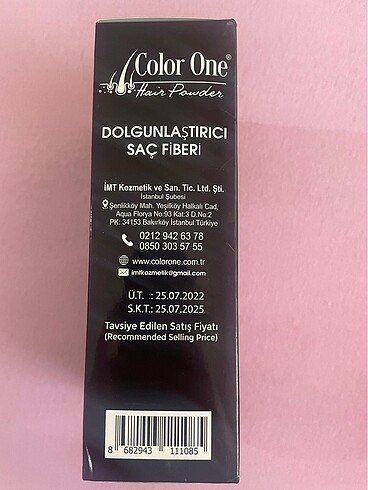 Color One®
Hair Powder
DOLGUNLAŞTIRICI
SAÇ FİBERİ
İMT Kozmetik ve San. Tic. Ltd. Şti.
İstanbul Şubesi
Şenlikköy Mah. Yeşilköy Halkalı Cad.
Aqua Florya No:93 Kat:3 D.No:2
PK: 34153 Bakırköy İstanbul Türkiye
0212 942 63 78
0850 303 57 55
www.colorone.com.tr
imtkozmetik@gmail.com
Ü.T. : 25.07.2022
S.K.T.: 25.07.2025
Tavsiye Edilen Satış Fiyatı
(Recommended Selling Price)
8 682943 111085